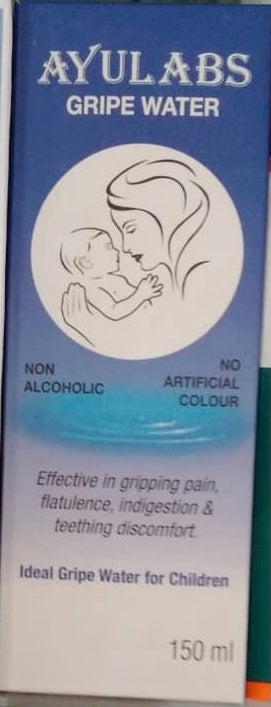 AYULABS
GRIPE WATER
NON
ALCOHOLIC
NO
ARTIFICIAL
COLOUR
Effective in gripping pain,
flatulence, indigestion &
teething discomfort.
Ideal Gripe Water for Children
150 ml